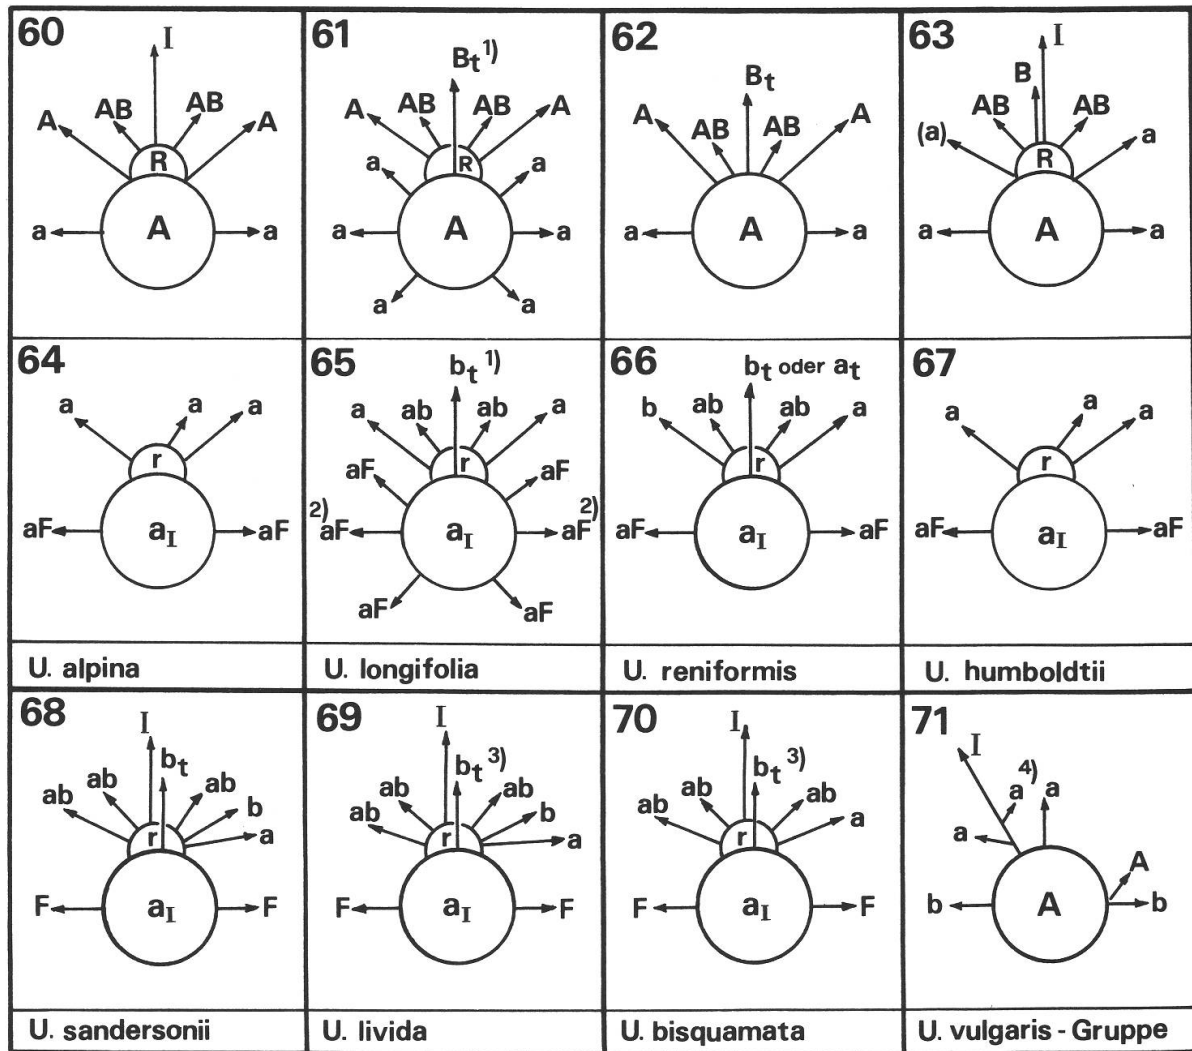 60
I
A AB AB A
R
a A a
61
Bt 1)
A AB AB A
a R a
a A a
a a
62
Bt
A AB AB A
a A a
63
I
B
(a) AB AB a
R
a A a
64
a a a
r
aF aI aF
65
bt 1)
a ab ab a
aF r aF
2) aF aI aF 2)
aF aF
66
bt oder at
b ab ab a
r
aF aI aF
67
a a a
r
aF aI aF
U. alpina
U. longifolia
U. reniformis
U. humboldtii
68
I
bt
ab ab ab b a
r
F aI F
69
I
bt 3)
ab ab ab b a
r
F aI F
70
I
bt 3)
ab ab ab a
r
F aI F
71
I
a 4) a
a A
b A b
U. sandersonii
U. livida
U. bisquamata
U. vulgaris - Gruppe